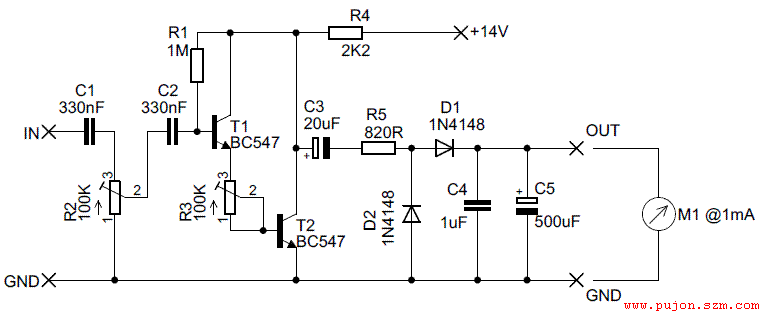 R1
1M
R4
2K2
+14V
C1
330nF
C2
330nF
C3
20uF
+
R5
820R
D1
1N4148
IN
T1
BC547
OUT
R2
100K
3
2
1
R3
100K
3
2
1
T2
BC547
D2
1N4148
C4
1uF
+
C5
500uF
M1 @1mA
GND
GND
www.pujon.szm.com